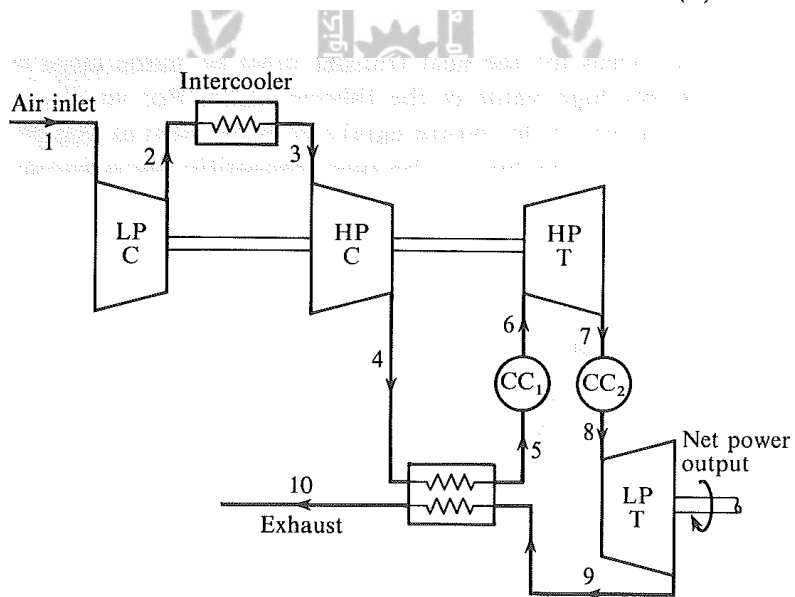 Intercooler
Air inlet
1
2
3
LP
C
HP
C
HP
T
4
6
7
CC₁
CC₂
5
8
Net power
output
LP
T
10
Exhaust
9